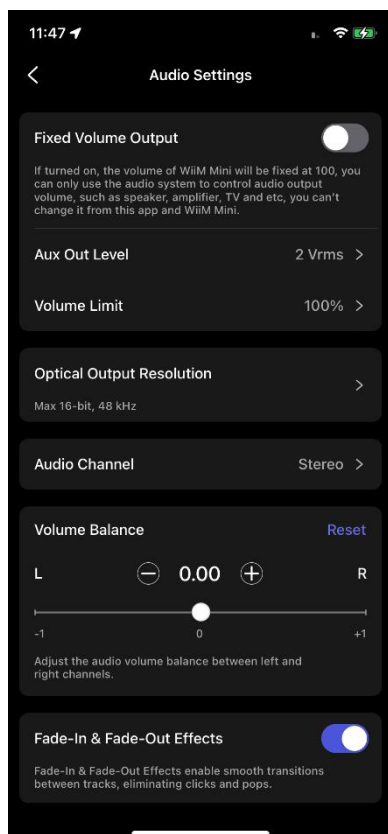 11:47
Audio Settings
Fixed Volume Output
If turned on, the volume of WiiM Mini will be fixed at 100, you
can only use the audio system to control audio output
volume, such as speaker, amplifier, TV and etc, you can't
change it from this app and WiiM Mini.
Aux Out Level 2 Vrms >
Volume Limit 100% >
Optical Output Resolution >
Max 16-bit, 48 kHz
Audio Channel Stereo >
Volume Balance Reset
L 0.00 R
-1 0 +1
Adjust the audio volume balance between left and
right channels.
Fade-In & Fade-Out Effects
Fade-In & Fade-Out Effects enable smooth transitions
between tracks, eliminating clicks and pops.